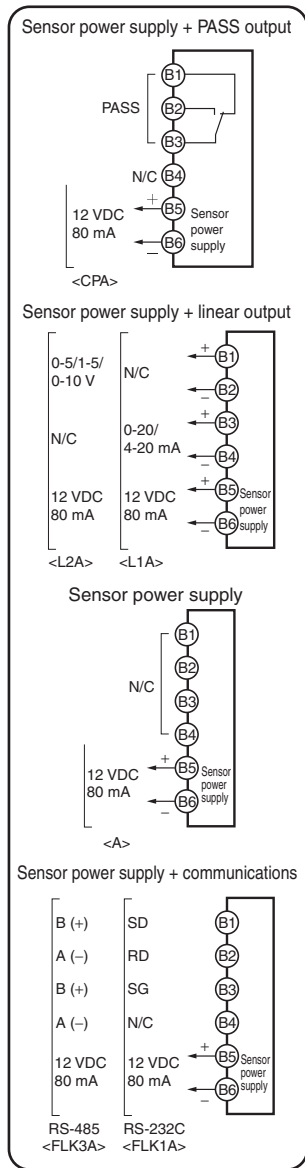 Sensor power supply + PASS output
B1
PASS
B2
B3
N/C
B4
+
12 VDC
80 mA
B5
Sensor
power
supply
B6
−
<CPA>
Sensor power supply + linear output
0-5/1-5/
0-10 V
N/C
+
B1
−
B2
N/C
0-20/
4-20 mA
+
B3
−
B4
12 VDC
80 mA
12 VDC
80 mA
+
B5
Sensor
power
supply
−
B6
<L2A>
<L1A>
Sensor power supply
B1
B2
N/C
B3
B4
12 VDC
80 mA
+
B5
Sensor
power
supply
B6
−
<A>
Sensor power supply + communications
B (+)
SD
B1
A (−)
RD
B2
B (+)
SG
B3
A (−)
N/C
B4
12 VDC
80 mA
12 VDC
80 mA
+
B5
Sensor
power
supply
−
B6
RS-485
<FLK3A>
RS-232C
<FLK1A>